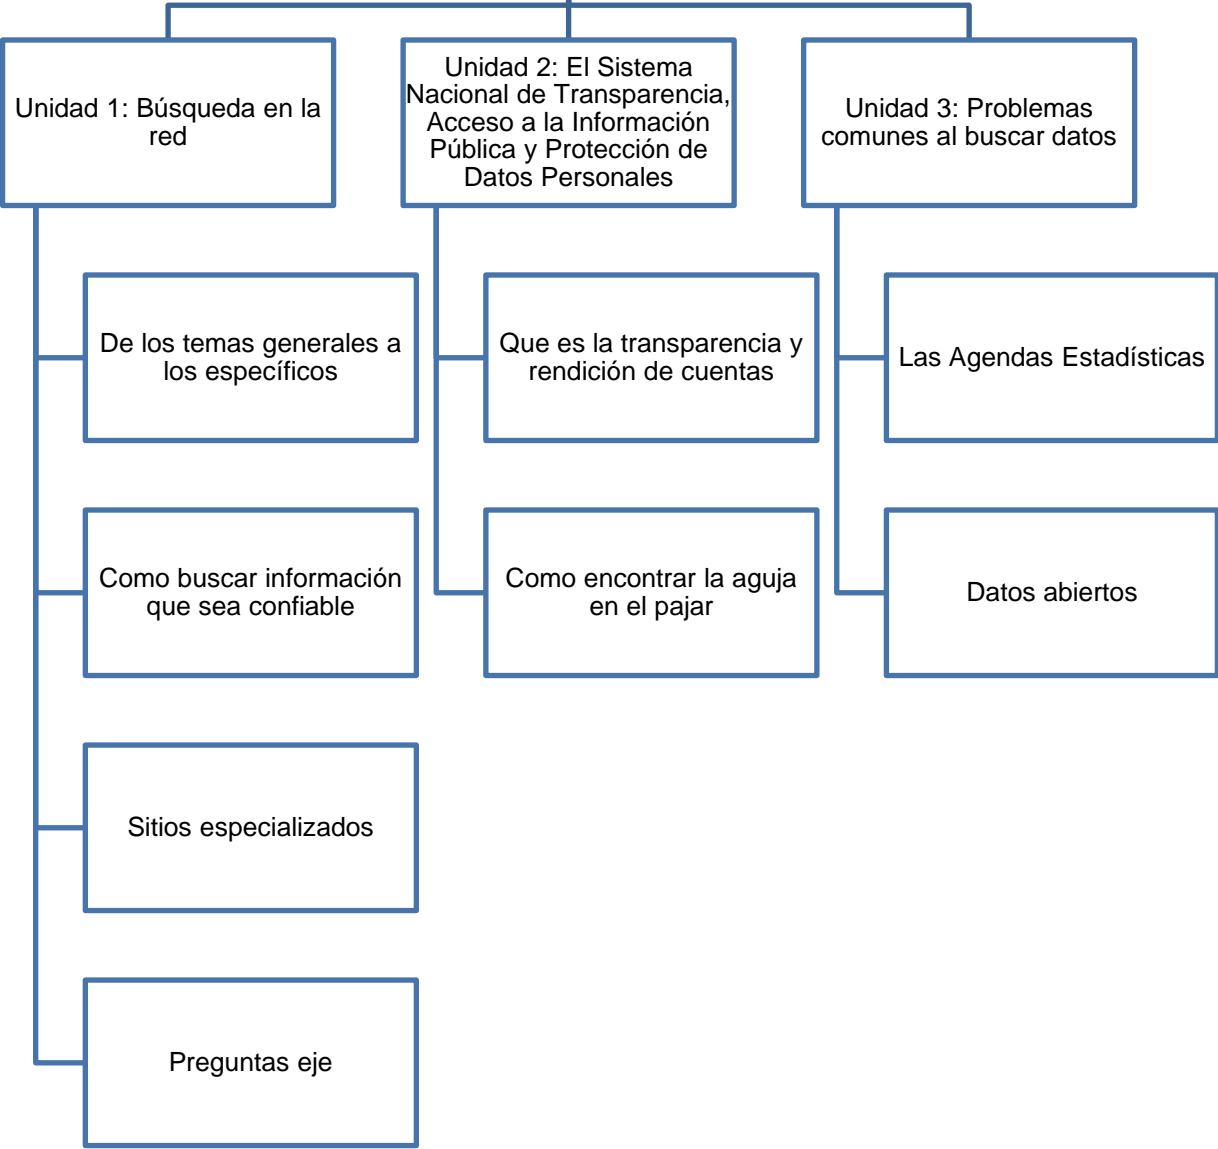 Unidad 1: Búsqueda en la
red
Unidad 2: El Sistema
Nacional de Transparencia,
Acceso a la Información
Pública y Protección de
Datos Personales
Unidad 3: Problemas
comunes al buscar datos
De los temas generales a
los específicos
Como buscar información
que sea confiable
Sitios especializados
Preguntas eje
Que es la transparencia y
rendición de cuentas
Como encontrar la aguja
en el pajar
Las Agendas Estadísticas
Datos abiertos